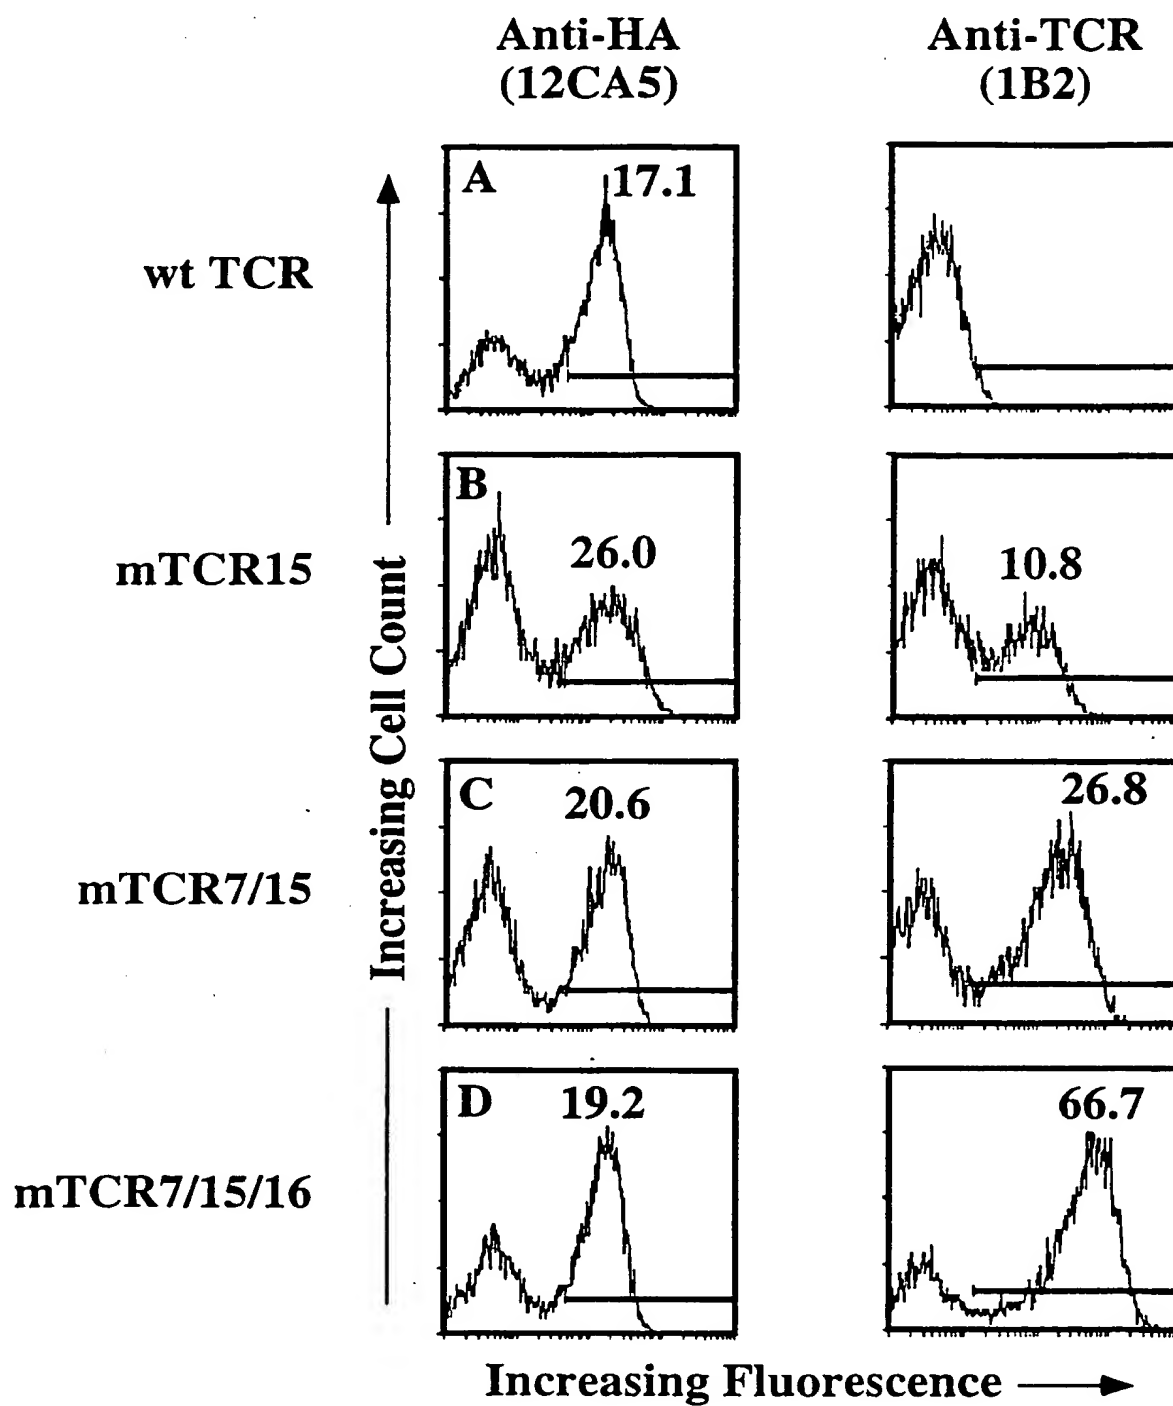 Anti-HA
(12CA5)
Anti-TCR
(1B2)
wt TCR
A
17.1
mTCR15
B
26.0
10.8
mTCR7/15
C
20.6
26.8
mTCR7/15/16
D
19.2
66.7
Increasing Cell Count
Increasing Fluorescence